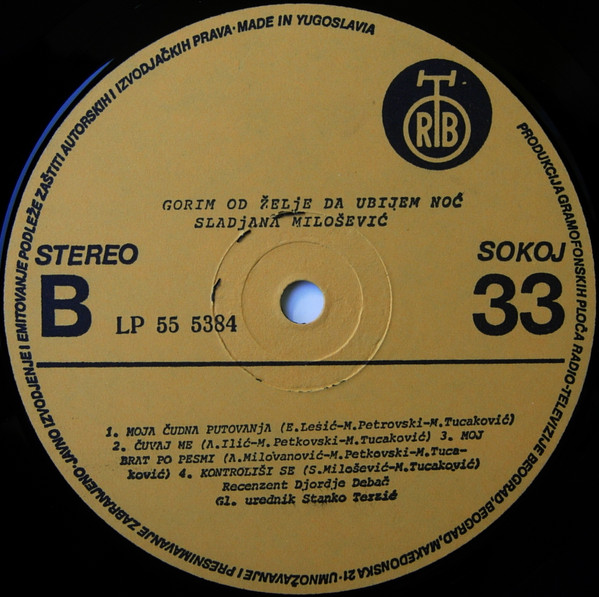 JAVNO IZVODJENJE I EMITOVANJE PODLEŽE ZAŠTITI AUTORSKIH I IZVODJAČKIH PRAVA · MADE IN YUGOSLAVIA
PRODUKCIJA GRAMOFONSKIH PLOČA RADIO-TELEVIZIJE BEOGRAD, BEOGRAD, MAKEDONSKA 21 · UMNOŽAVANJE I PRESNIMAVANJE ZABRANJENO ·
RTB
GORIM OD ŽELjE DA UBIJEM NOĆ
SLADjANA MILOŠEVIĆ
STEREO
SOKOJ
B
LP 55 5384
33
1. MOJA ČUDNA PUTOVANjA (E.Lešić-M.Petrovski-M.Tucaković)
2. ČUVAJ ME (A.Ilić-M.Petkovski-M.Tucaković) 3. MOJ
BRAT PO PESMI (A.Milovanović-M.Petkovski-M.Tuca-
ković) 4. KONTROLIŠI SE (S.Milošević-M.Tucaković)
Recenzent Djordje Debač
Gl. urednik Stanko Terzić